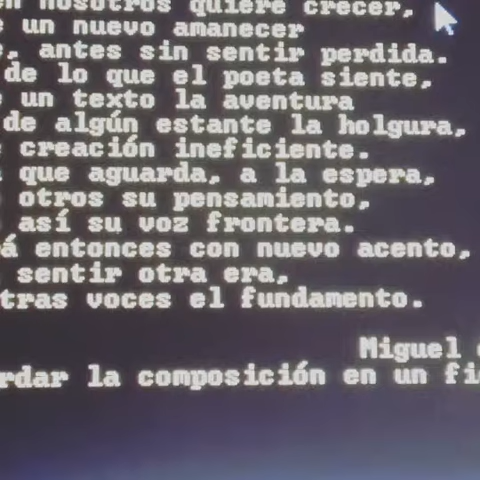 nosotros quiere crecer,
un nuevo amanecer
, antes sin sentir perdida.
de lo que el poeta siente,
un texto la aventura
de algún estante la holgura,
creación ineficiente.
que aguarda, a la espera,
otros su pensamiento,
así su voz frontera.
á entonces con nuevo acento,
sentir otra era,
tras voces el fundamento.
Miguel
rdar la composición en un fi